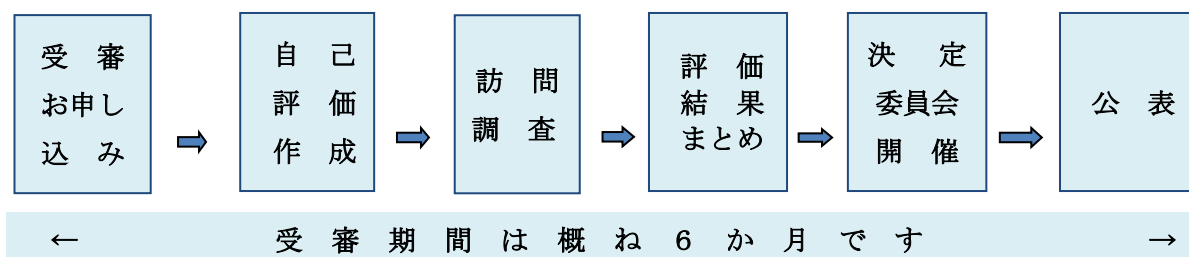 受　審
お申し
込　み
自　己
評　価
作　成
訪　問
調　査
評　価
結　果
まとめ
決　定
委員会
開　催
公　表
← 受 審 期 間 は 概 ね ６ か 月 で す →